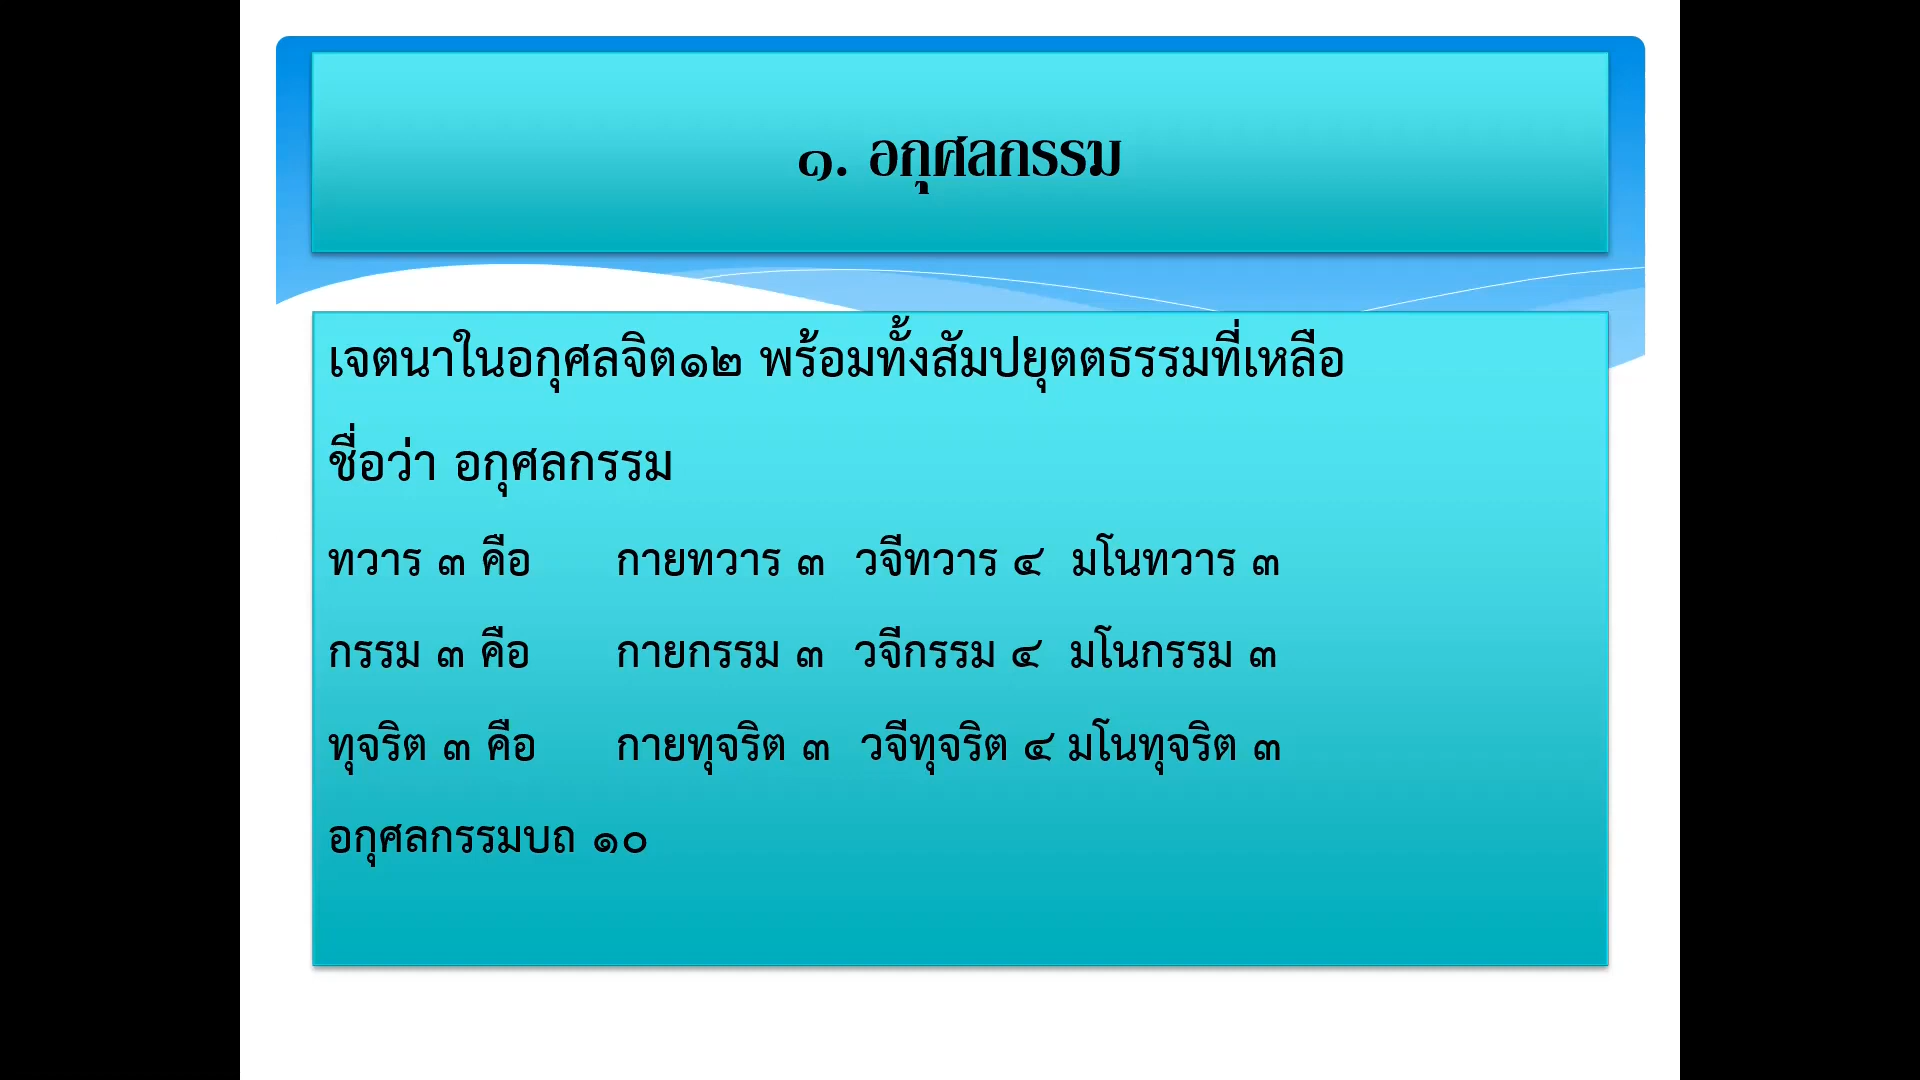 ๑. อกุศลกรรม
เจตนาในอกุศลจิต๑๒ พร้อมทั้งสัมปยุตตธรรมที่เหลือ
ชื่อว่า อกุศลกรรม
ทวาร ๓ คือ กายทวาร ๓ วจีทวาร ๔ มโนทวาร ๓
กรรม ๓ คือ กายกรรม ๓ วจีกรรม ๔ มโนกรรม ๓
ทุจริต ๓ คือ กายทุจริต ๓ วจีทุจริต ๔ มโนทุจริต ๓
อกุศลกรรมบถ ๑๐